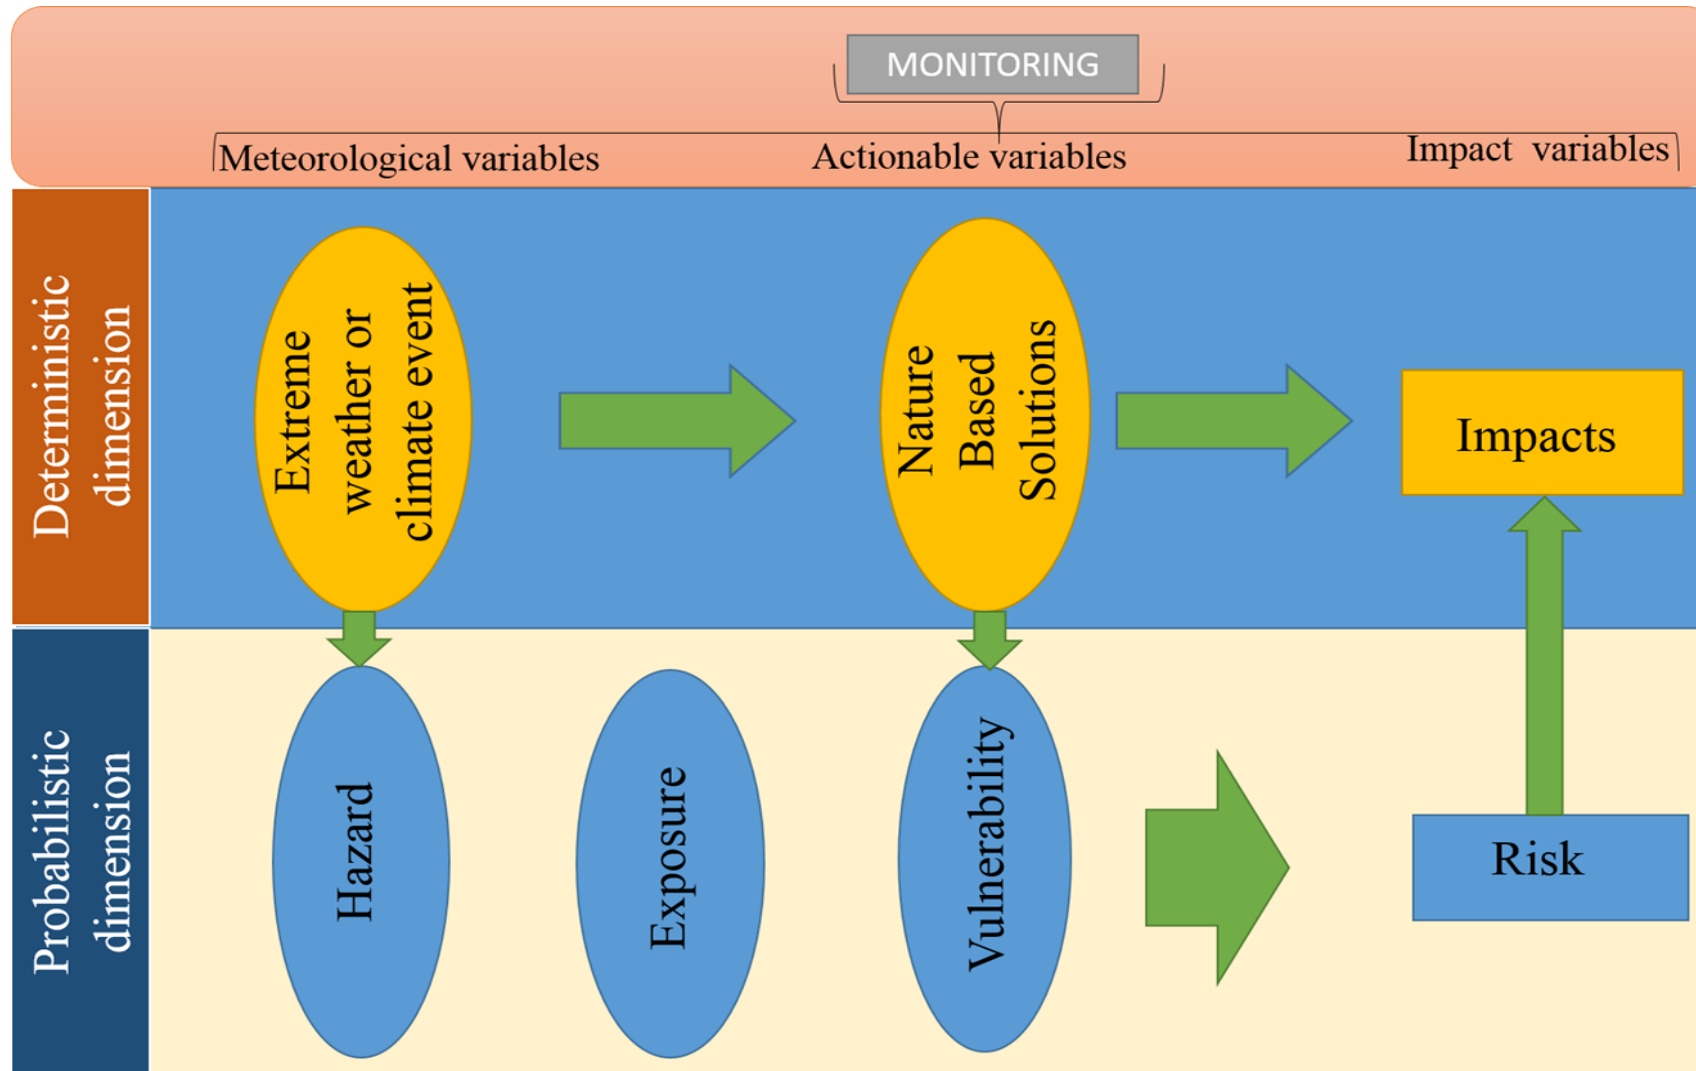 MONITORING
Meteorological variables
Actionable variables
Impact variables
Deterministic
dimension
Extreme
weather or
climate event
Nature
Based
Solutions
Impacts
Probabilistic
dimension
Hazard
Exposure
Vulnerability
Risk